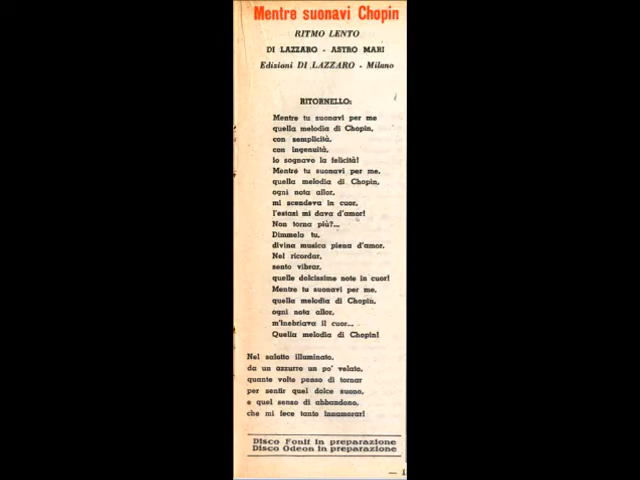 Mentre suonavi Chopin
RITMO LENTO
DI LAZZARO - ASTRO MARI
Edizioni DI LAZZARO - Milano
RITORNELLO:
Mentre tu suonavi per me
quella melodia di Chopin,
con semplicità,
con ingenuità,
io sognavo la felicità!
Mentre tu suonavi per me,
quella melodia di Chopin,
ogni nota allor,
mi scendeva in cuor,
l'estasi mi dava d'amor!
Non torna più?...
Dimmelo tu,
divina musica piena d'amor.
Nel ricordar,
sento vibrar,
quelle dolcissime note in cuor!
Mentre tu suonavi per me,
quella melodia di Chopin,
ogni nota allor,
m'inebriava il cuor...
Quella melodia di Chopin!
Nel salotto illuminato,
da un azzurro un po' velato,
quante volte penso di tornar
per sentir quel dolce suono,
e quel senso di abbandono,
che mi fece tanto innamorar!
Disco Fonit in preparazione
Disco Odeon in preparazione